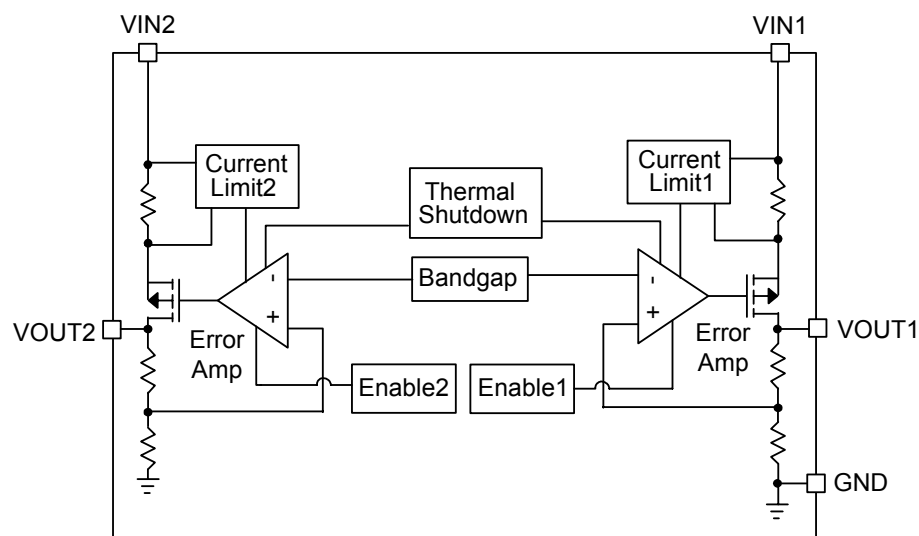 VIN2
VIN1
Current
Limit2
Current
Limit1
Thermal
Shutdown
Bandgap
-
+
-
+
VOUT2
Error
Amp
Error
Amp
VOUT1
Enable2
Enable1
GND